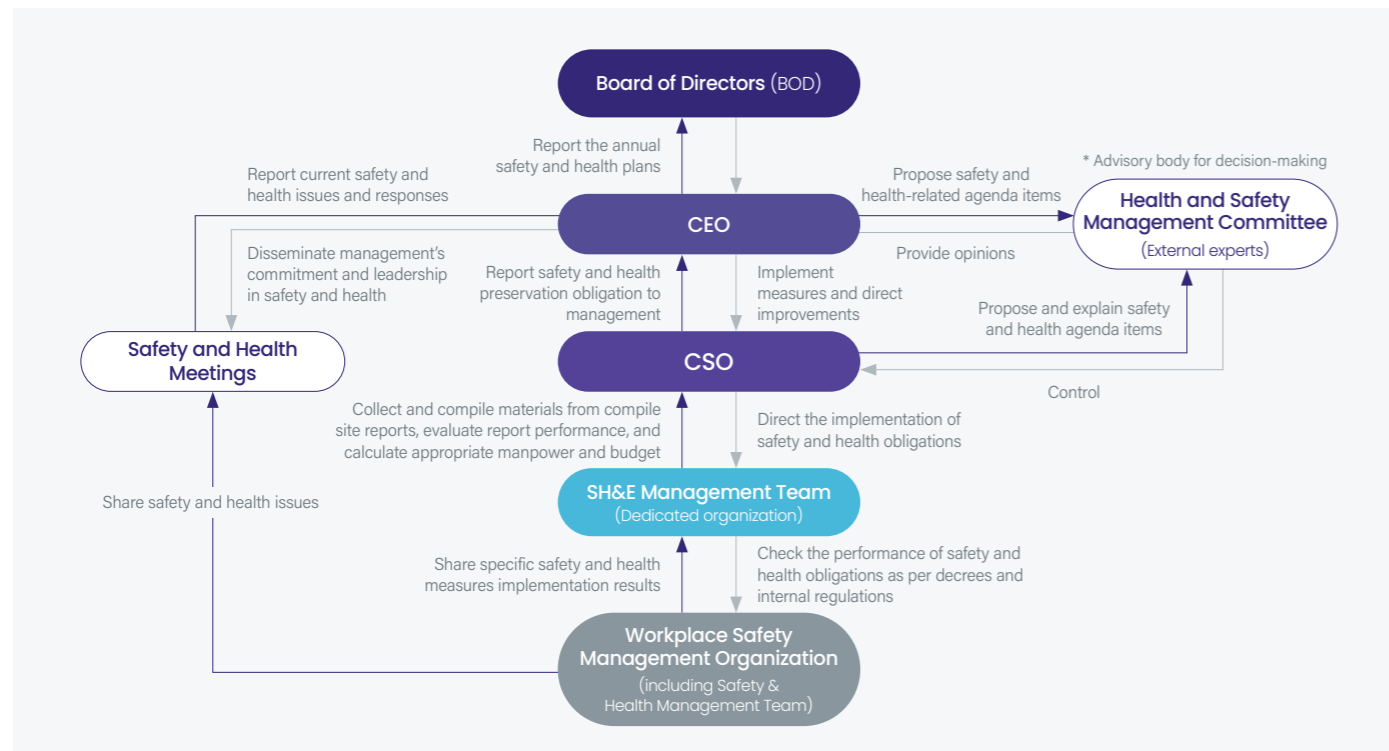 Board of Directors (BOD)
Report the annual
safety and health plans
Report current safety and
health issues and responses
* Advisory body for decision-making
Propose safety and
health-related agenda items
Health and Safety
Management Committee
(External experts)
CEO
Provide opinions
Disseminate management's
commitment and leadership
in safety and health
Report safety and health
preservation obligation to
management
Implement
measures and direct
improvements
Propose and explain safety
and health agenda items
Safety and Health
Meetings
CSO
Control
Collect and compile materials from compile
site reports, evaluate report performance, and
calculate appropriate manpower and budget
Direct the implementation of
safety and health obligations
Share safety and health issues
SH&E Management Team
(Dedicated organization)
Share specific safety and health
measures implementation results
Check the performance of safety and
health obligations as per decrees and
internal regulations
Workplace Safety
Management Organization
(including Safety &
Health Management Team)